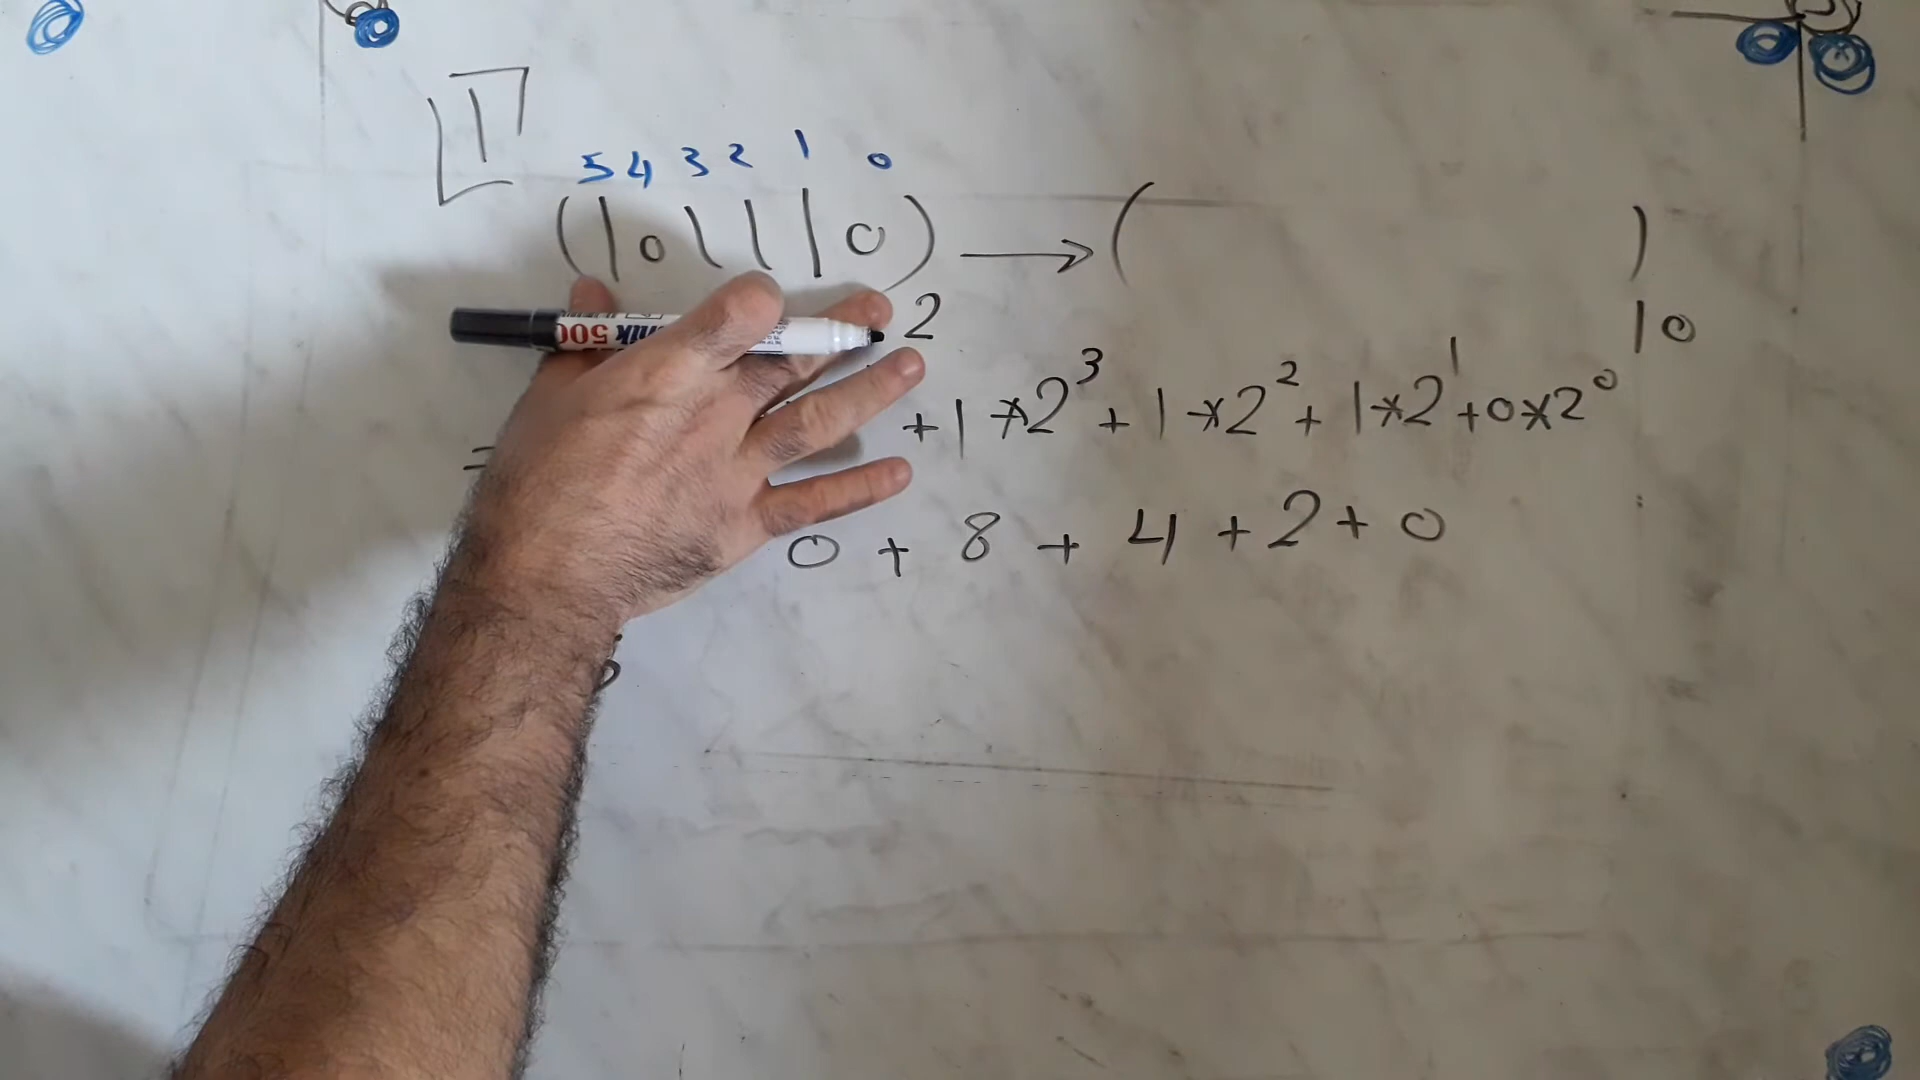 1
5 4 3 2 1 0
(101110)₂ → ( )₁₀
= +1*2³+1*2²+1*2¹+0*2⁰
0+8+4+2+0
500